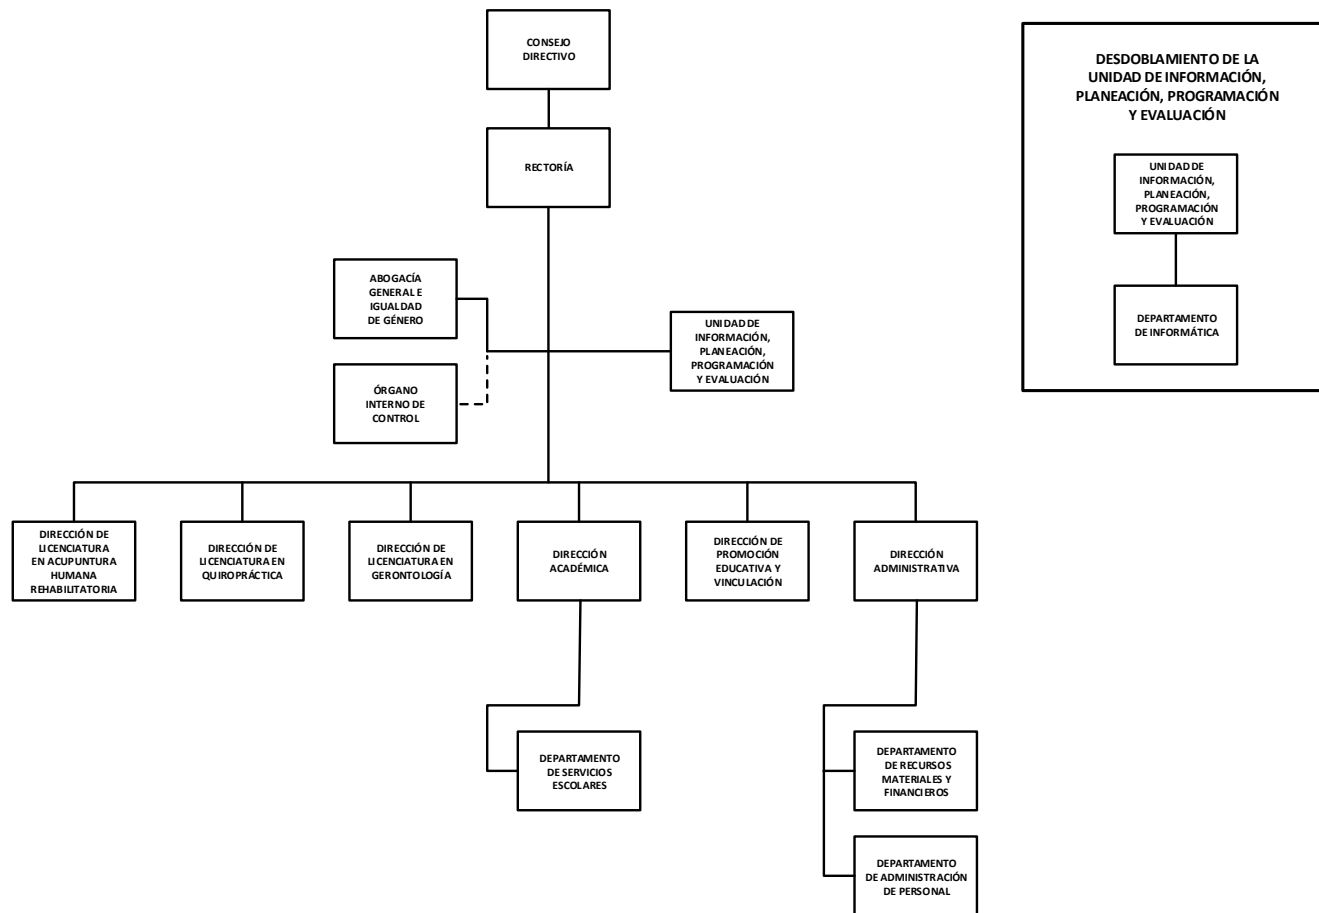 CONSEJO
DIRECTIVO
RECTORÍA
ABOGACÍA
GENERAL E
IGUALDAD
DE GÉNERO
ÓRGANO
INTERNO DE
CONTROL
UNIDAD DE
INFORMACIÓN,
PLANEACIÓN,
PROGRAMACIÓN
Y EVALUACIÓN
DIRECCIÓN DE
LICENCIATURA
EN ACUPUNTURA
HUMANA
REHABILITATORIA
DIRECCIÓN DE
LICENCIATURA EN
QUIROPRÁCTICA
DIRECCIÓN DE
LICENCIATURA EN
GERONTOLOGÍA
DIRECCIÓN
ACADÉMICA
DIRECCIÓN DE
PROMOCIÓN
EDUCATIVA Y
VINCULACIÓN
DIRECCIÓN
ADMINISTRATIVA
DEPARTAMENTO
DE SERVICIOS
ESCOLARES
DEPARTAMENTO
DE RECURSOS
MATERIALES Y
FINANCIEROS
DEPARTAMENTO
DE ADMINISTRACIÓN
DE PERSONAL
DESDOBLAMIENTO DE LA
UNIDAD DE INFORMACIÓN,
PLANEACIÓN, PROGRAMACIÓN
Y EVALUACIÓN
UNIDAD DE
INFORMACIÓN,
PLANEACIÓN,
PROGRAMACIÓN
Y EVALUACIÓN
DEPARTAMENTO
DE INFORMÁTICA